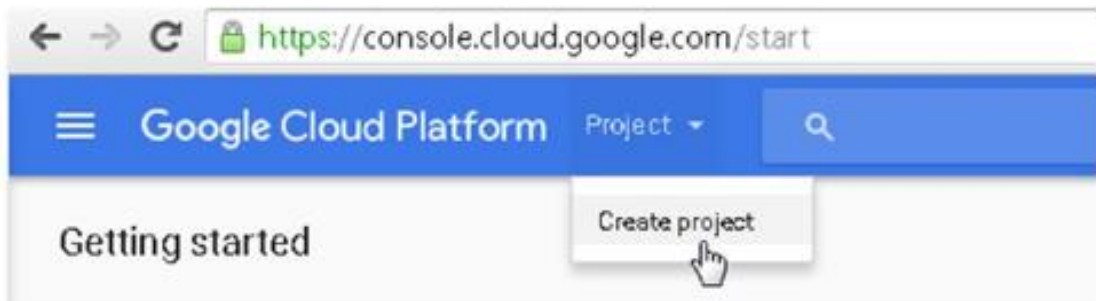 https://console.cloud.google.com/start
Google Cloud Platform Project
Create project
Getting started